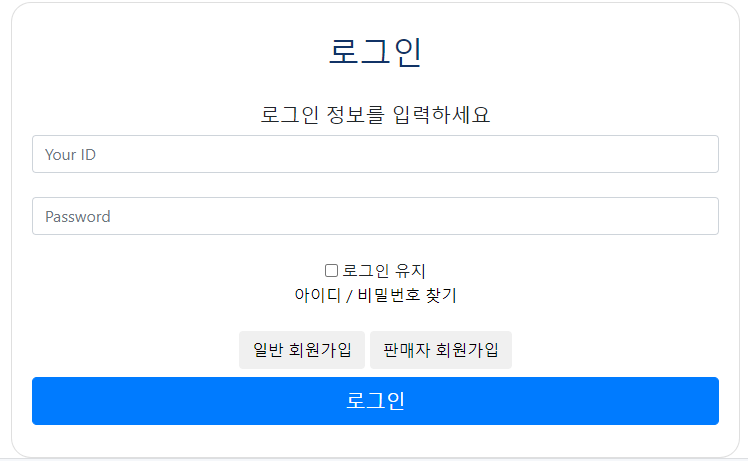 로그인
로그인 정보를 입력하세요
Your ID
Password
로그인 유지
아이디 / 비밀번호 찾기
일반 회원가입 판매자 회원가입
로그인